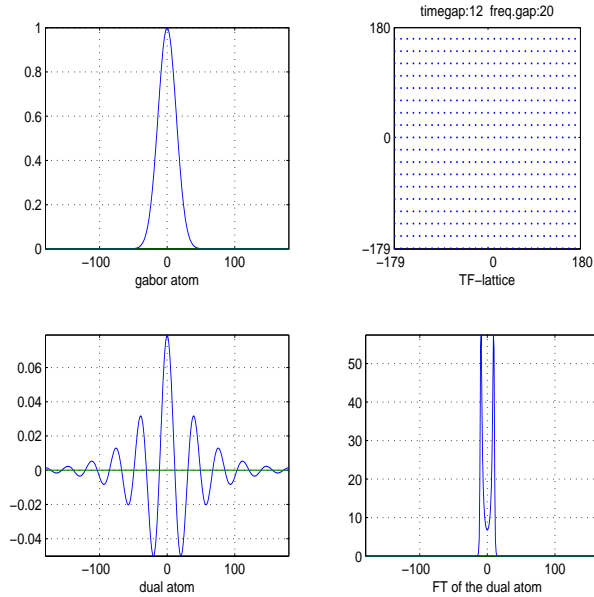 timegap:12 freq.gap:20
1
0.8
0.6
0.4
0.2
0
−100 0 100
gabor atom
180
0
−179
−179 0 180
TF−lattice
0.06
0.04
0.02
0
−0.02
−0.04
−100 0 100
dual atom
50
40
30
20
10
0
−100 0 100
FT of the dual atom